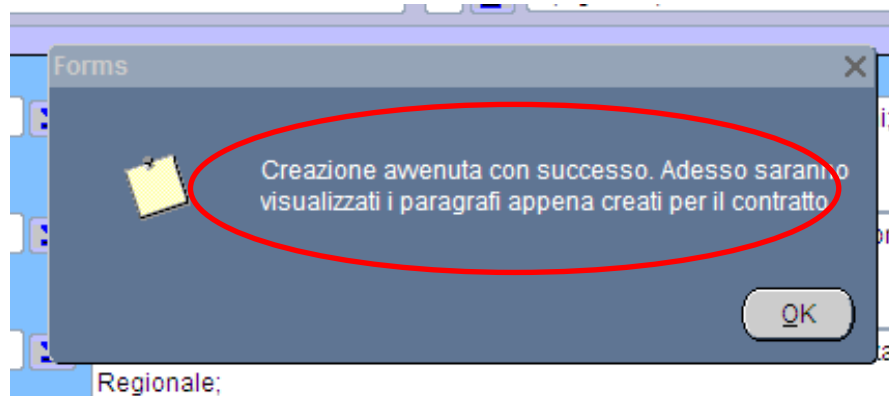 Forms
i;
Creazione avvenuta con successo. Adesso saranno
visualizzati i paragrafi appena creati per il contratto
OK
Regionale;